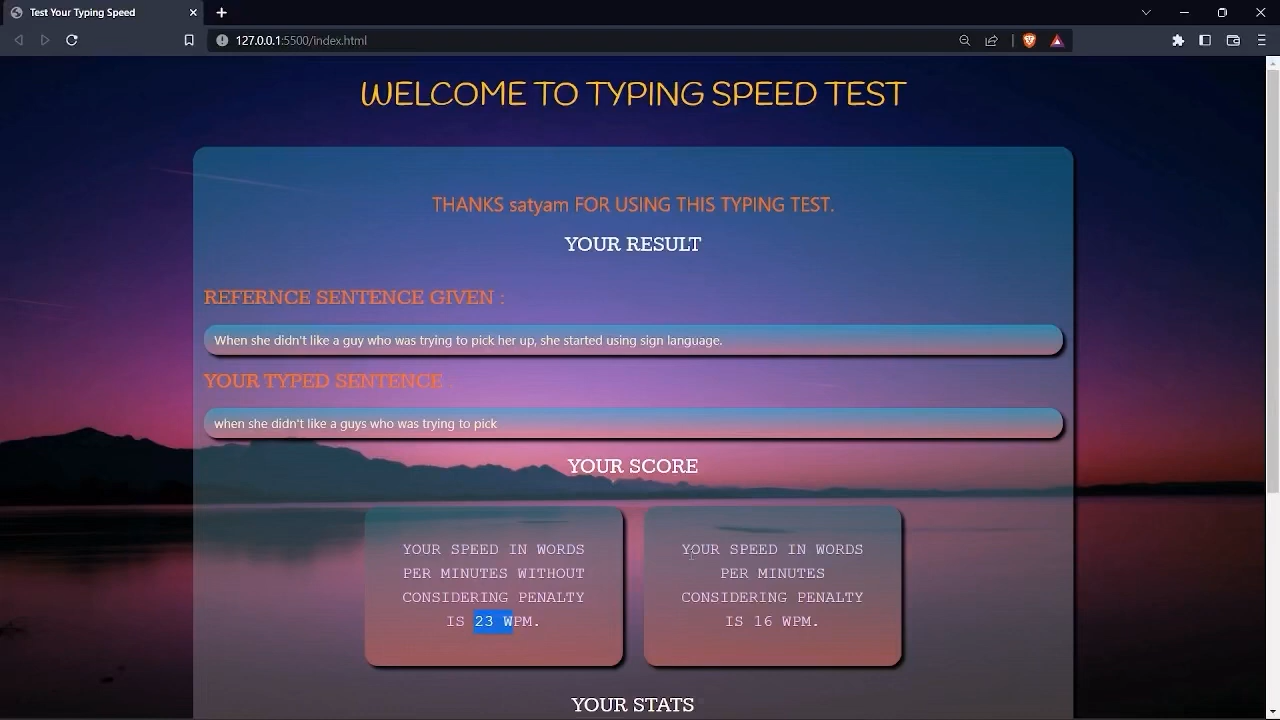 Test Your Typing Speed
127.0.0.1:5500/index.html
WELCOME TO TYPING SPEED TEST
THANKS satyam FOR USING THIS TYPING TEST.
YOUR RESULT
REFERNCE SENTENCE GIVEN :
When she didn't like a guy who was trying to pick her up, she started using sign language.
YOUR TYPED SENTENCE :
when she didn't like a guys who was trying to pick
YOUR SCORE
YOUR SPEED IN WORDS
PER MINUTES WITHOUT
CONSIDERING PENALTY
IS 23 WPM.
YOUR SPEED IN WORDS
PER MINUTES
CONSIDERING PENALTY
IS 16 WPM.
YOUR STATS